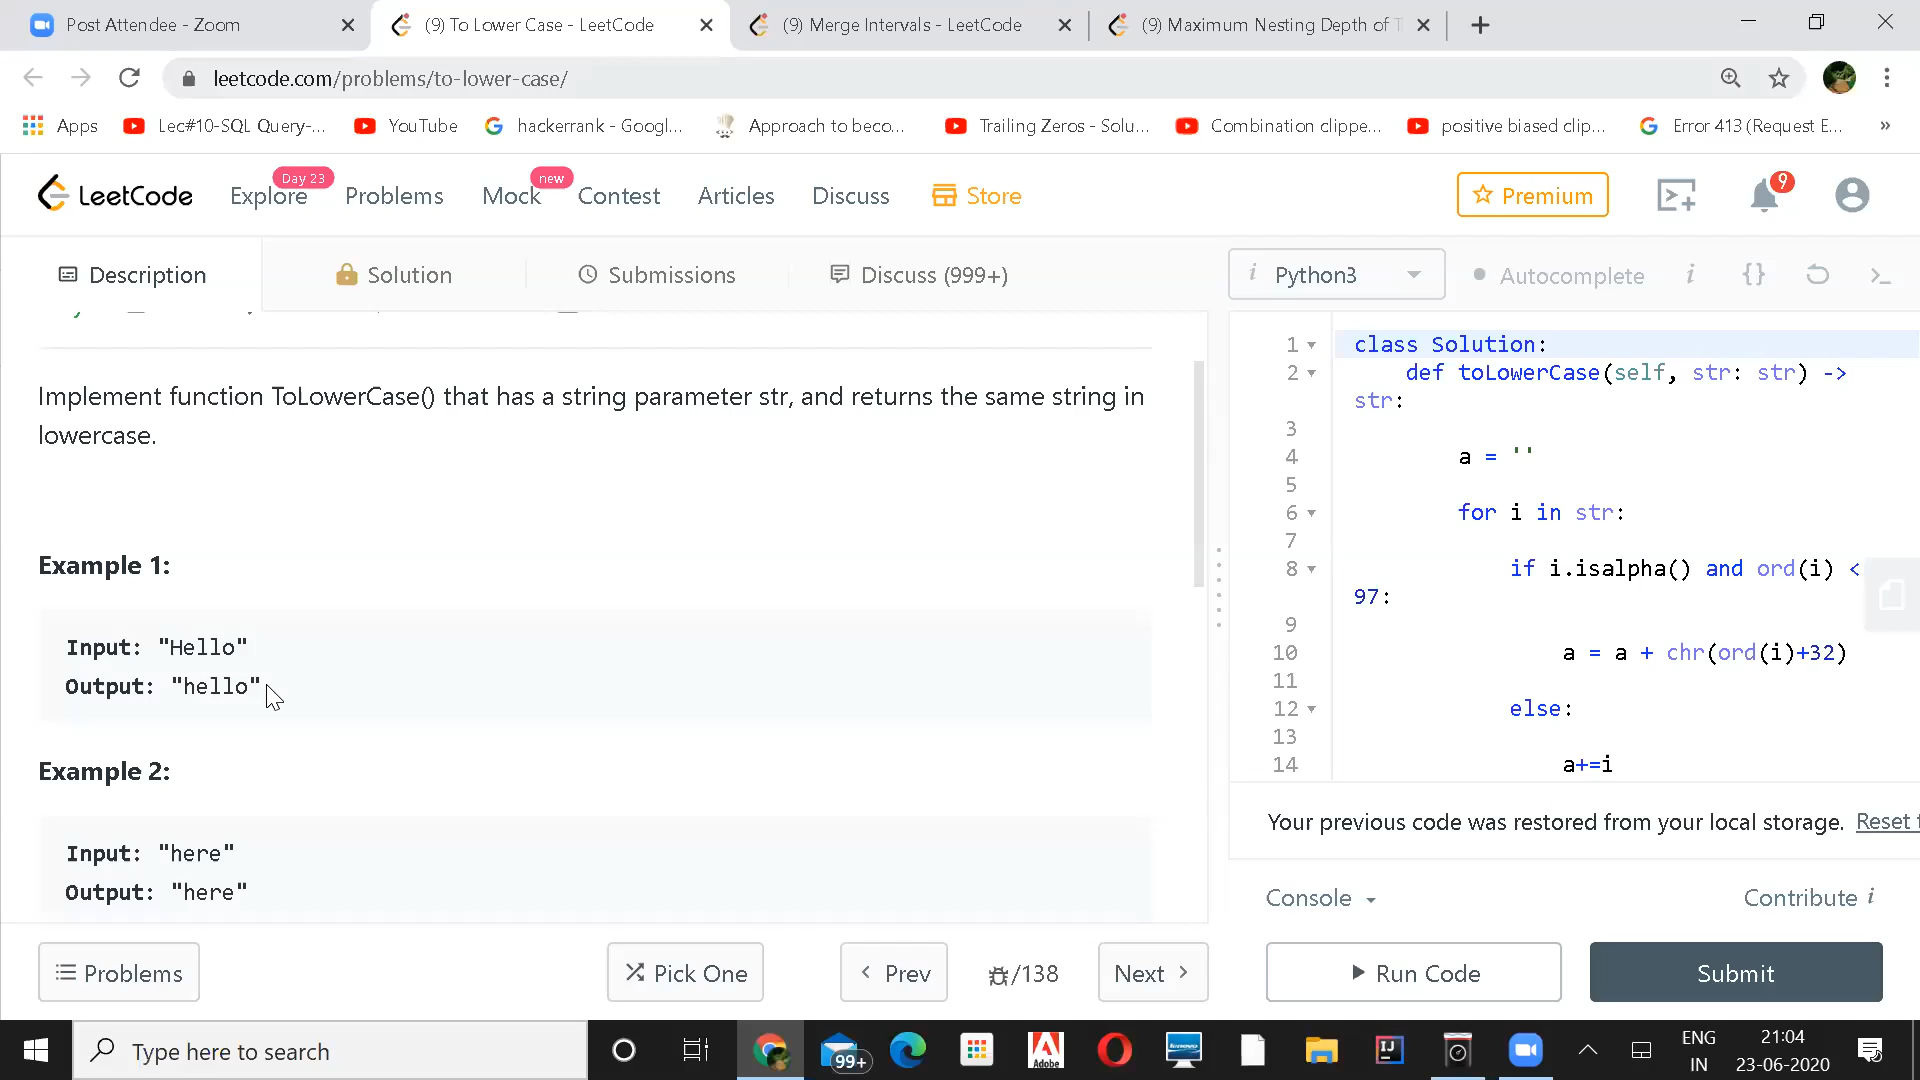 Post Attendee - Zoom
(9) To Lower Case - LeetCode
(9) Merge Intervals - LeetCode
(9) Maximum Nesting Depth of T
leetcode.com/problems/to-lower-case/
Apps
Lec#10-SQL Query-...
YouTube
hackerrank - Googl...
Approach to beco...
Trailing Zeros - Solu...
Combination clippe...
positive biased clip...
Error 413 (Request E...
»
LeetCode
Explore
Day 23
Problems
Mock
new
Contest
Articles
Discuss
Store
Premium
9
Description
Solution
Submissions
Discuss (999+)
Python3
Autocomplete
i
{}
>_
Implement function ToLowerCase() that has a string parameter str, and returns the same string in
lowercase.
Example 1:
Input: "Hello"
Output: "hello"
Example 2:
Input: "here"
Output: "here"
1 class Solution:
2 def toLowerCase(self, str: str) ->
str:
3
4 a = ''
5
6 for i in str:
7
8 if i.isalpha() and ord(i) <
97:
9
10 a = a + chr(ord(i)+32)
11
12 else:
13
14 a+=i
Your previous code was restored from your local storage. Reset t
Console
Contribute i
Problems
Pick One
Prev
/138
Next
Run Code
Submit
Type here to search
99+
Adobe
Lenovo
IJ
ENG
IN
21:04
23-06-2020